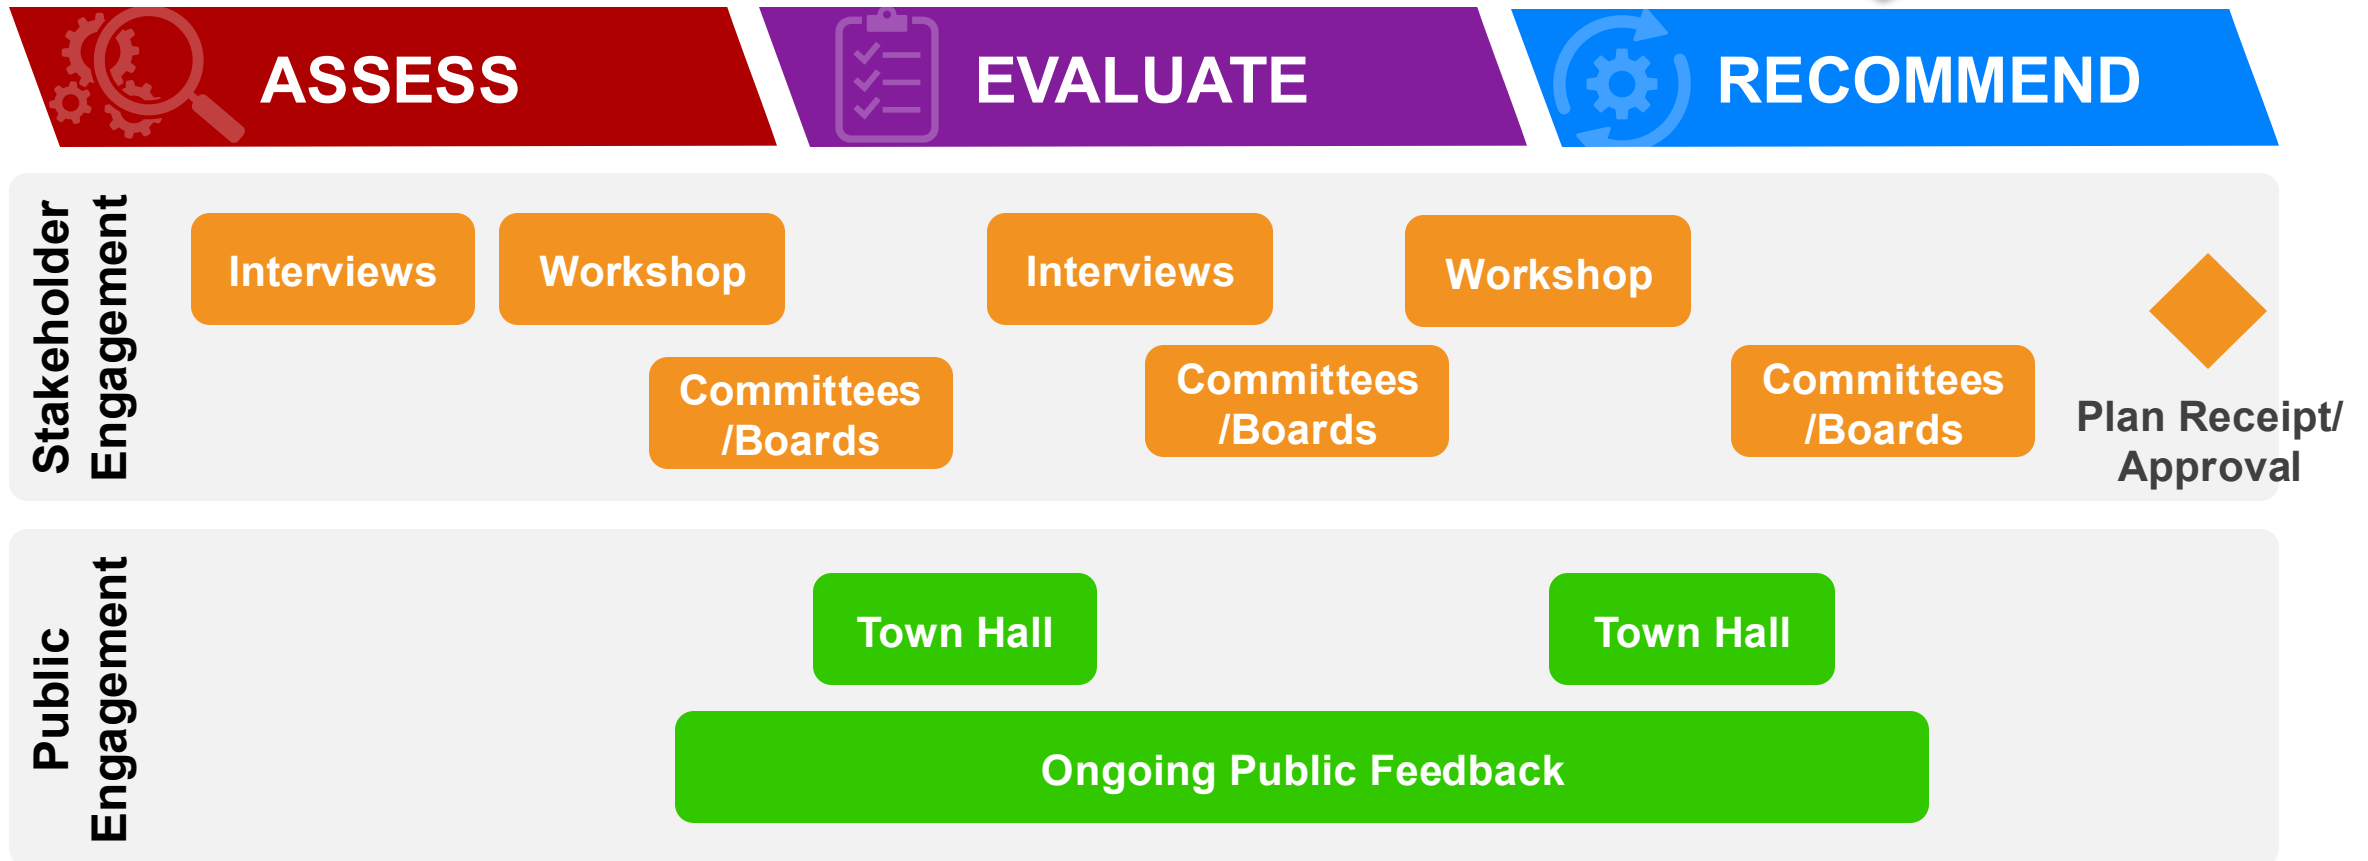 ASSESS
EVALUATE
RECOMMEND
Stakeholder
Engagement
Interviews
Workshop
Interviews
Workshop
Committees
/Boards
Committees
/Boards
Committees
/Boards
Plan Receipt/
Approval
Public
Engagement
Town Hall
Town Hall
Ongoing Public Feedback